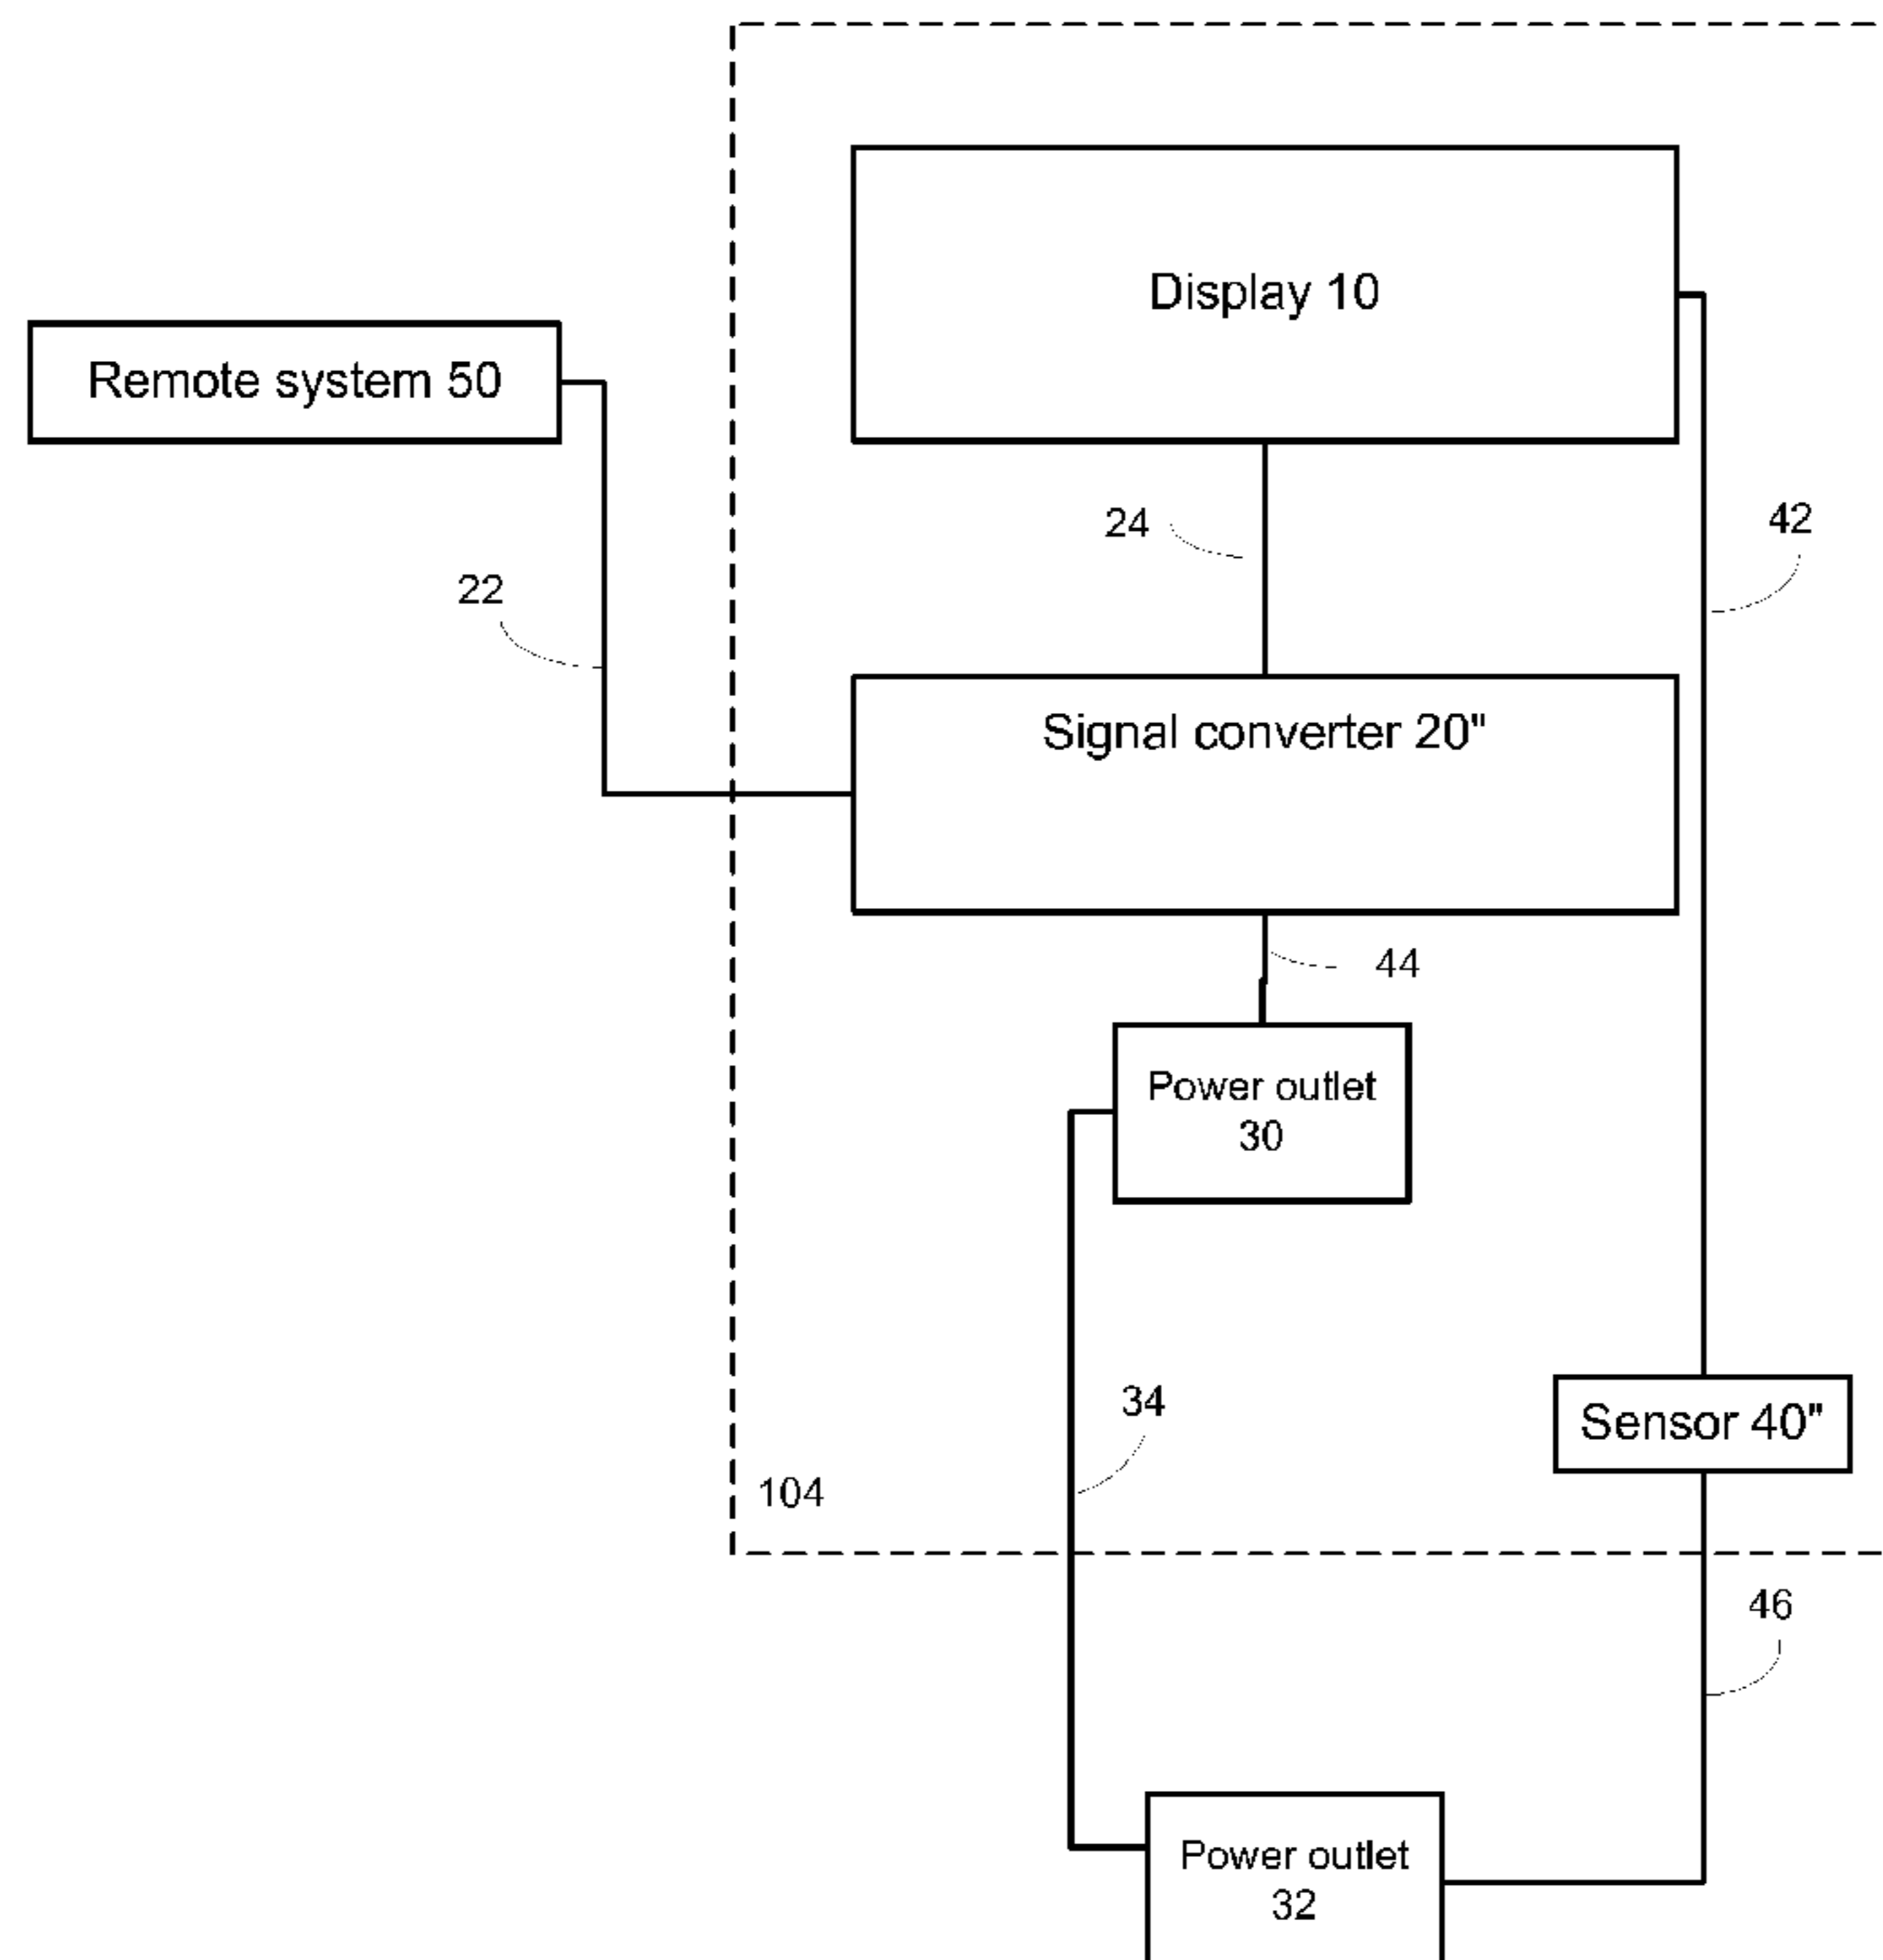 Display 10
Remote system 50
24
42
22
Signal converter 20"
44
Power outlet
30
34
Sensor 40"
104
46
Power outlet
32